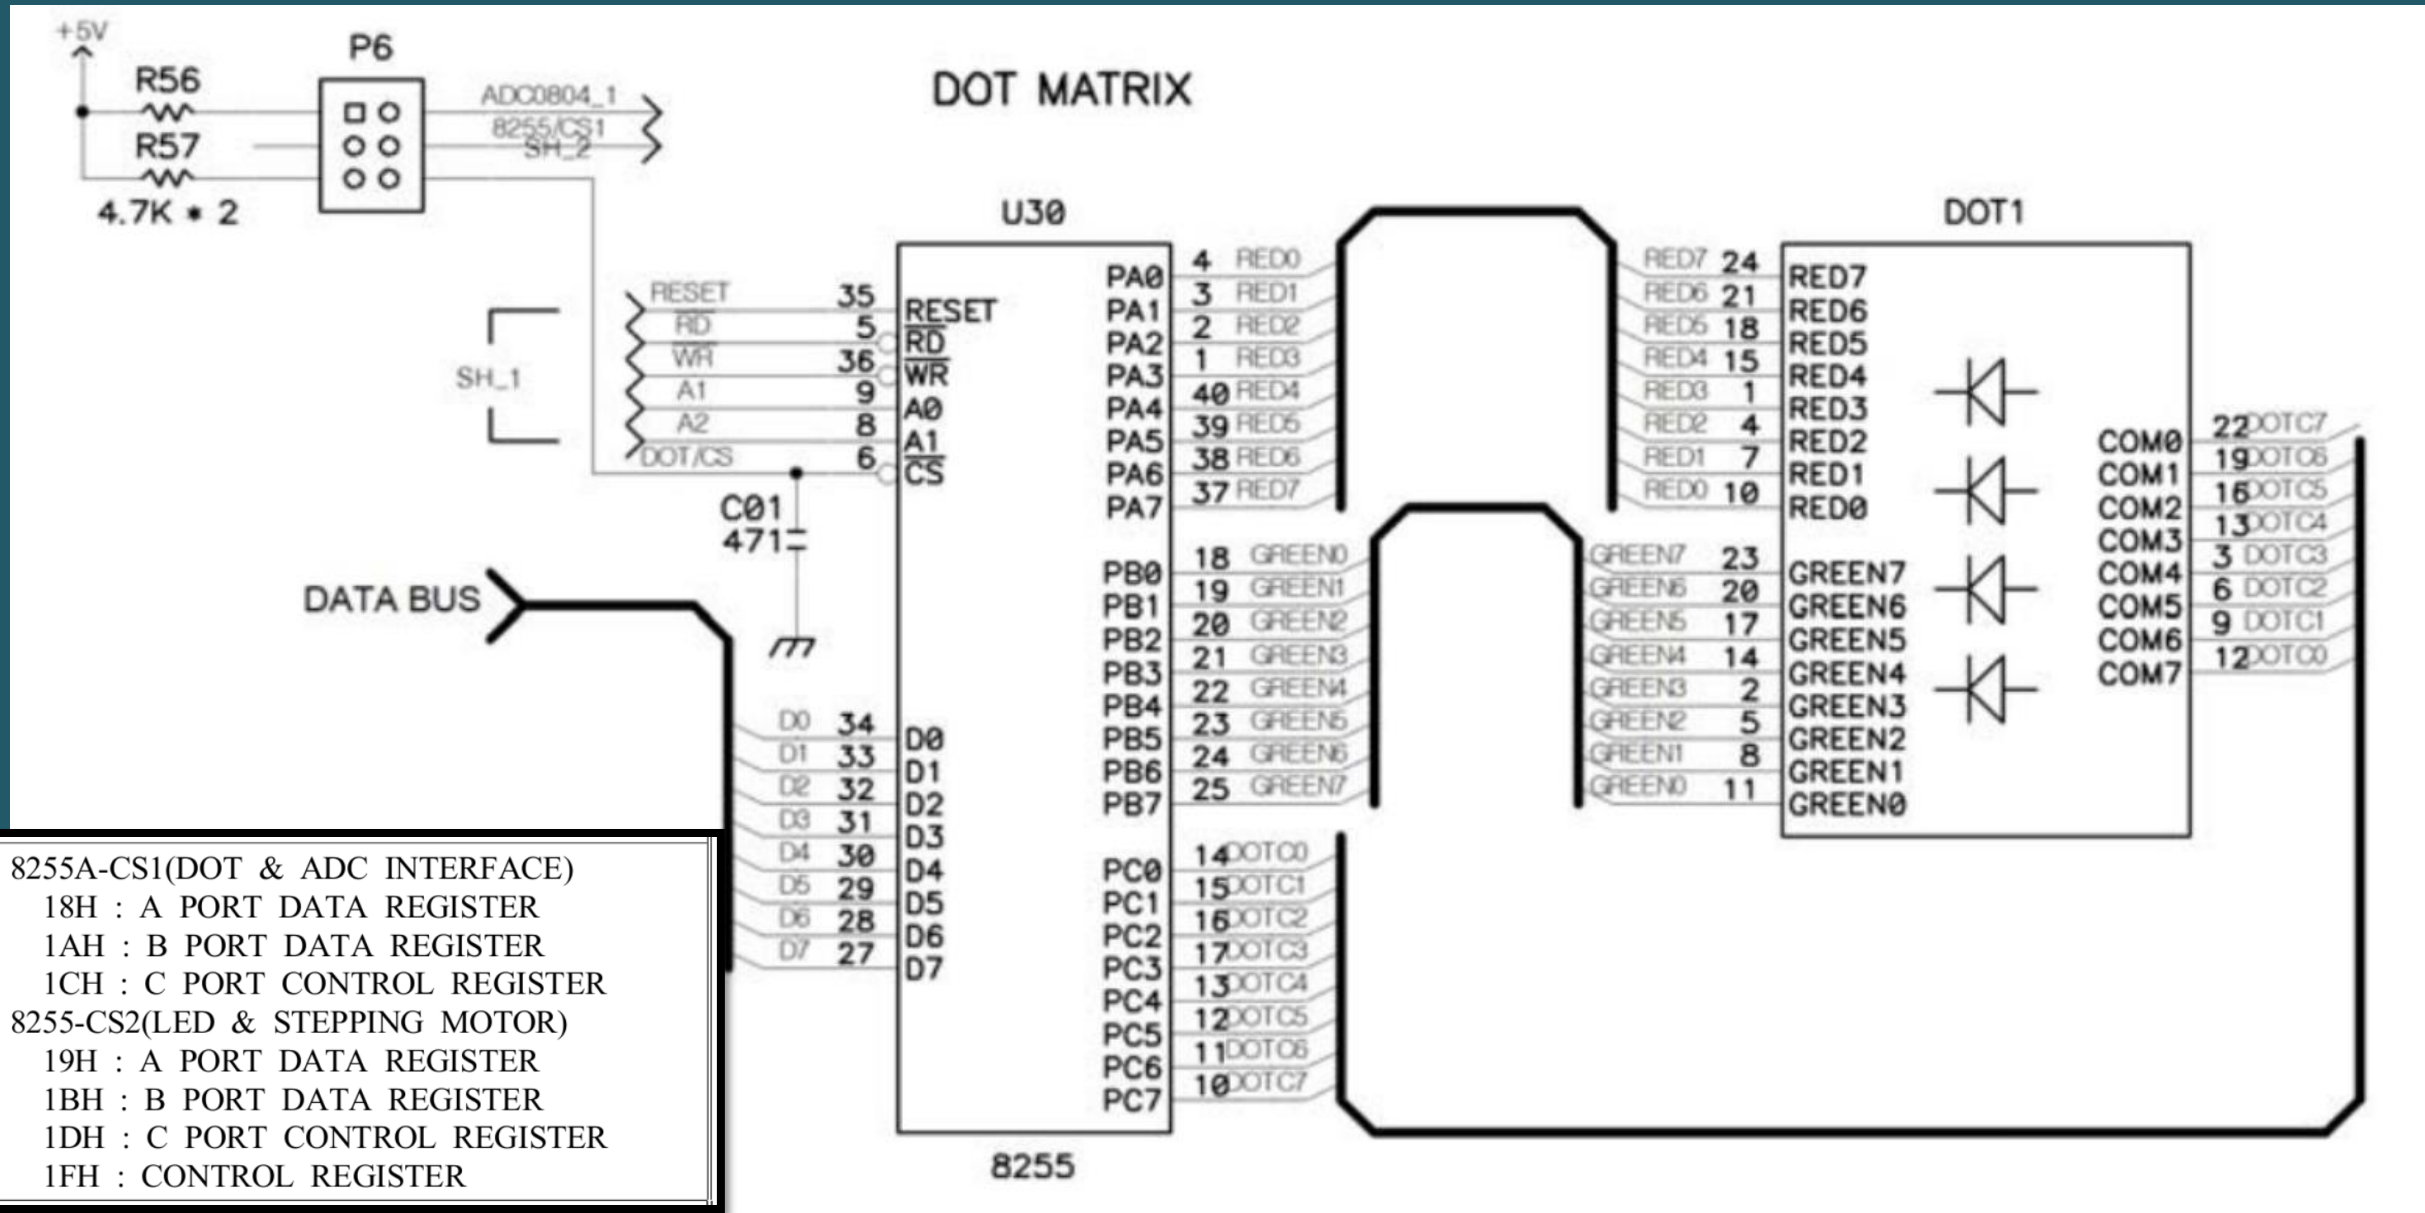 +5V
P6
R56
R57
4.7K * 2
ADC0804_1
8255/CS1
SH_2
DOT MATRIX
SH_1
RESET
RD
WR
A1
A2
DOT/CS
35
5
36
9
8
6
C01
471
DATA BUS
D0 34
D1 33
D2 32
D3 31
D4 30
D5 29
D6 28
D7 27
U30
RESET
RD
WR
A0
A1
CS
D0
D1
D2
D3
D4
D5
D6
D7
PA0 4 RED0
PA1 3 RED1
PA2 2 RED2
PA3 1 RED3
PA4 40 RED4
PA5 39 RED5
PA6 38 RED6
PA7 37 RED7
PB0 18 GREEN0
PB1 19 GREEN1
PB2 20 GREEN2
PB3 21 GREEN3
PB4 22 GREEN4
PB5 23 GREEN5
PB6 24 GREEN6
PB7 25 GREEN7
PC0 14 DOTC0
PC1 15 DOTC1
PC2 16 DOTC2
PC3 17 DOTC3
PC4 13 DOTC4
PC5 12 DOTC5
PC6 11 DOTC6
PC7 10 DOTC7
8255
DOT1
RED7 24 RED7
RED6 21 RED6
RED5 18 RED5
RED4 15 RED4
RED3 1 RED3
RED2 4 RED2
RED1 7 RED1
RED0 10 RED0
GREEN7 23 GREEN7
GREEN6 20 GREEN6
GREEN5 17 GREEN5
GREEN4 14 GREEN4
GREEN3 2 GREEN3
GREEN2 5 GREEN2
GREEN1 8 GREEN1
GREEN0 11 GREEN0
COM0 22 DOTC7
COM1 19 DOTC6
COM2 16 DOTC5
COM3 13 DOTC4
COM4 3 DOTC3
COM5 6 DOTC2
COM6 9 DOTC1
COM7 12 DOTC0
8255A-CS1(DOT & ADC INTERFACE)
18H : A PORT DATA REGISTER
1AH : B PORT DATA REGISTER
1CH : C PORT CONTROL REGISTER
8255-CS2(LED & STEPPING MOTOR)
19H : A PORT DATA REGISTER
1BH : B PORT DATA REGISTER
1DH : C PORT CONTROL REGISTER
1FH : CONTROL REGISTER